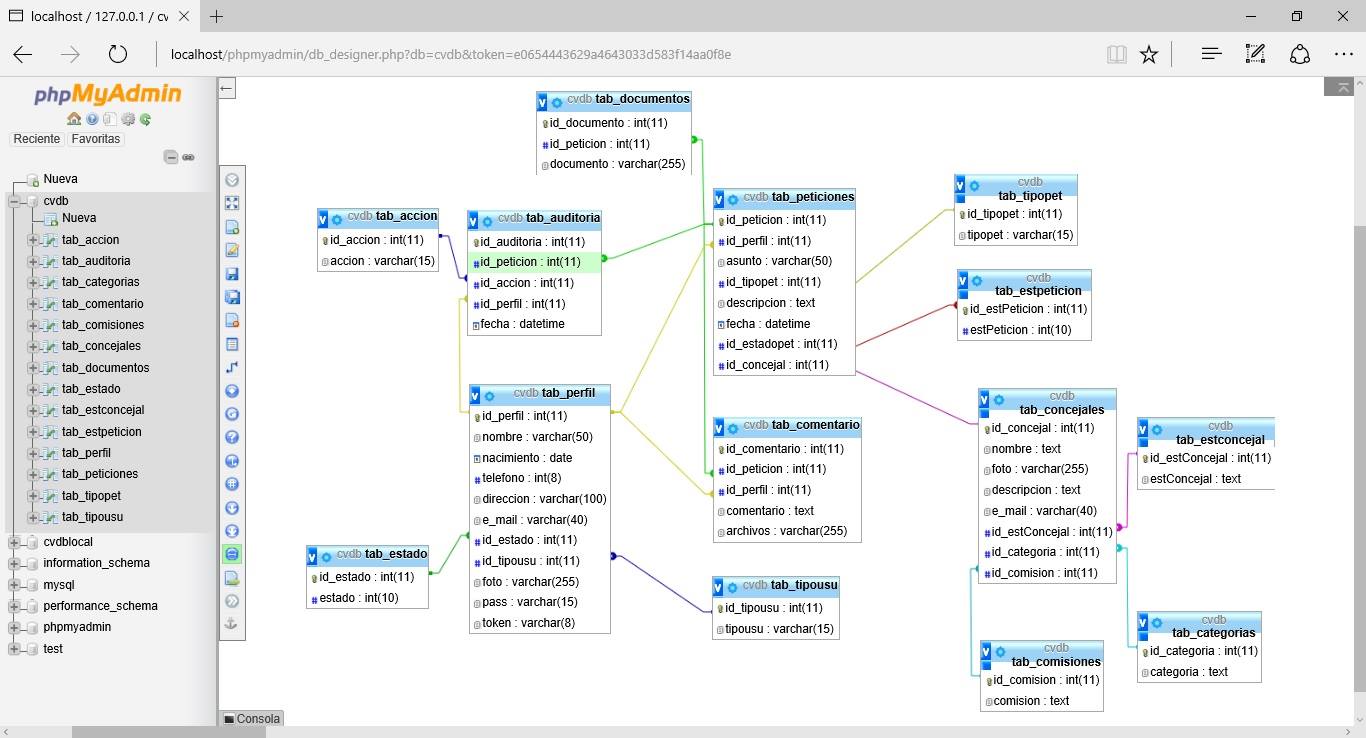 localhost / 127.0.0.1 / cv
localhost/phpmyadmin/db_designer.php?db=cvdb&token=e0654443629a4643033d583f14aa0f8e
phpMyAdmin
Reciente Favoritas
Nueva
cvdb
Nueva
tab_accion
tab_auditoria
tab_categorias
tab_comentario
tab_comisiones
tab_concejales
tab_documentos
tab_estado
tab_estconcejal
tab_estpeticion
tab_perfil
tab_peticiones
tab_tipopet
tab_tipousu
cvdblocal
information_schema
mysql
performance_schema
phpmyadmin
test
cvdb tab_documentos
id_documento : int(11)
id_peticion : int(11)
documento : varchar(255)
cvdb tab_accion
id_accion : int(11)
accion : varchar(15)
cvdb tab_auditoria
id_auditoria : int(11)
id_peticion : int(11)
id_accion : int(11)
id_perfil : int(11)
fecha : datetime
cvdb tab_peticiones
id_peticion : int(11)
id_perfil : int(11)
asunto : varchar(50)
id_tipopet : int(11)
descripcion : text
fecha : datetime
id_estadopet : int(11)
id_concejal : int(11)
cvdb
tab_tipopet
id_tipopet : int(11)
tipopet : varchar(15)
cvdb
tab_estpeticion
id_estPeticion : int(11)
estPeticion : int(10)
cvdb tab_perfil
id_perfil : int(11)
nombre : varchar(50)
nacimiento : date
telefono : int(8)
direccion : varchar(100)
e_mail : varchar(40)
id_estado : int(11)
id_tipousu : int(11)
foto : varchar(255)
pass : varchar(15)
token : varchar(8)
cvdb tab_comentario
id_comentario : int(11)
id_peticion : int(11)
id_perfil : int(11)
comentario : text
archivos : varchar(255)
cvdb
tab_concejales
id_concejal : int(11)
nombre : text
foto : varchar(255)
descripcion : text
e_mail : varchar(40)
id_estConcejal : int(11)
id_categoria : int(11)
id_comision : int(11)
cvdb
tab_estconcejal
id_estConcejal : int(11)
estConcejal : text
cvdb tab_estado
id_estado : int(11)
estado : int(10)
cvdb tab_tipousu
id_tipousu : int(11)
tipousu : varchar(15)
cvdb
tab_categorias
id_categoria : int(11)
categoria : text
cvdb
tab_comisiones
id_comision : int(11)
comision : text
Consola